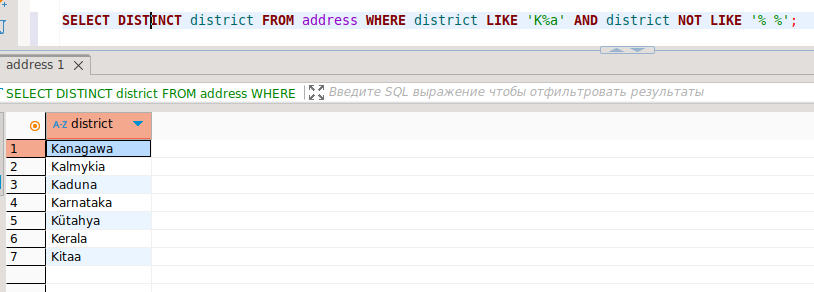 SELECT DISTINCT district FROM address WHERE district LIKE 'K%a' AND district NOT LIKE '% %';
address 1
SELECT DISTINCT district FROM address WHERE
Введите SQL выражение чтобы отфильтровать результаты
A-Z district
1 Kanagawa
2 Kalmykia
3 Kaduna
4 Karnataka
5 Kütahya
6 Kerala
7 Kitaa